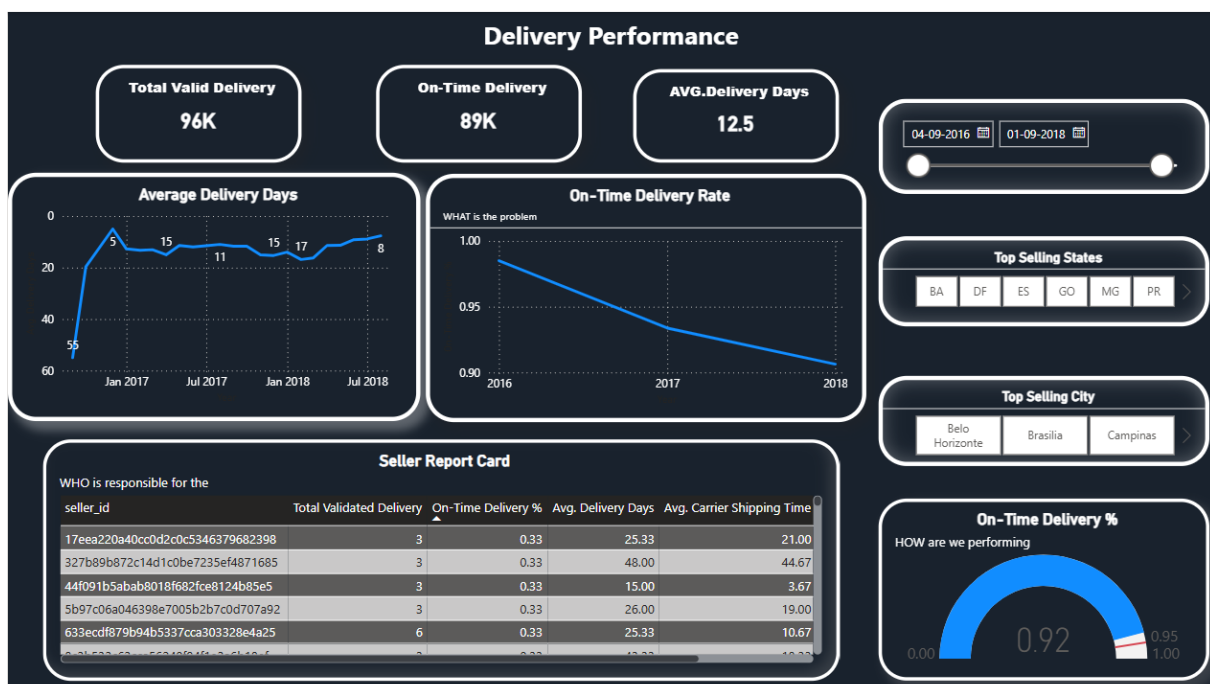 Delivery Performance
Total Valid Delivery
96K
On-Time Delivery
89K
AVG.Delivery Days
12.5
04-09-2016
01-09-2018
Average Delivery Days
0
20
40
60
5
15
11
15
17
8
55
Jan 2017
Jul 2017
Jan 2018
Jul 2018
On-Time Delivery Rate
WHAT is the problem
1.00
0.95
0.90
2016
2017
2018
Top Selling States
BA DF ES GO MG PR
Top Selling City
Belo
Horizonte
Brasilia
Campinas
Seller Report Card
WHO is responsible for the
seller_id Total Validated Delivery On-Time Delivery % Avg. Delivery Days Avg. Carrier Shipping Time
17eea220a40cc0d2c0c5346379682398 3 0.33 25.33 21.00
327b89b872c14d1c0be7235ef4871685 3 0.33 48.00 44.67
44f091b5abab8018f682fce8124b85e5 3 0.33 15.00 3.67
5b97c06a046398e7005b2b7c0d707a92 3 0.33 26.00 19.00
633ecdf879b94b5337cca303328e4a25 6 0.33 25.33 10.67
On-Time Delivery %
HOW are we performing
0.92
0.00
0.95
1.00